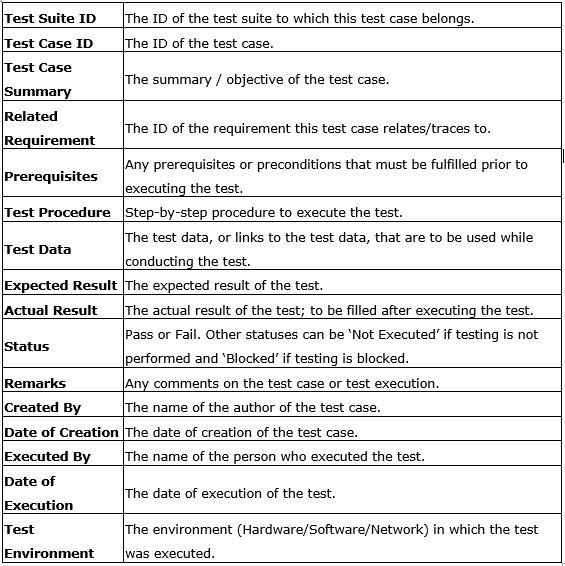 Test Suite ID The ID of the test suite to which this test case belongs.
Test Case ID The ID of the test case.
Test Case
Summary
The summary / objective of the test case.
Related
Requirement
The ID of the requirement this test case relates/traces to.
Prerequisites
Any prerequisites or preconditions that must be fulfilled prior to
executing the test.
Test Procedure Step-by-step procedure to execute the test.
Test Data
The test data, or links to the test data, that are to be used while
conducting the test.
Expected Result The expected result of the test.
Actual Result The actual result of the test; to be filled after executing the test.
Status
Pass or Fail. Other statuses can be ‘Not Executed’ if testing is not
performed and ‘Blocked’ if testing is blocked.
Remarks Any comments on the test case or test execution.
Created By The name of the author of the test case.
Date of Creation The date of creation of the test case.
Executed By The name of the person who executed the test.
Date of
Execution
The date of execution of the test.
Test
Environment
The environment (Hardware/Software/Network) in which the test
was executed.